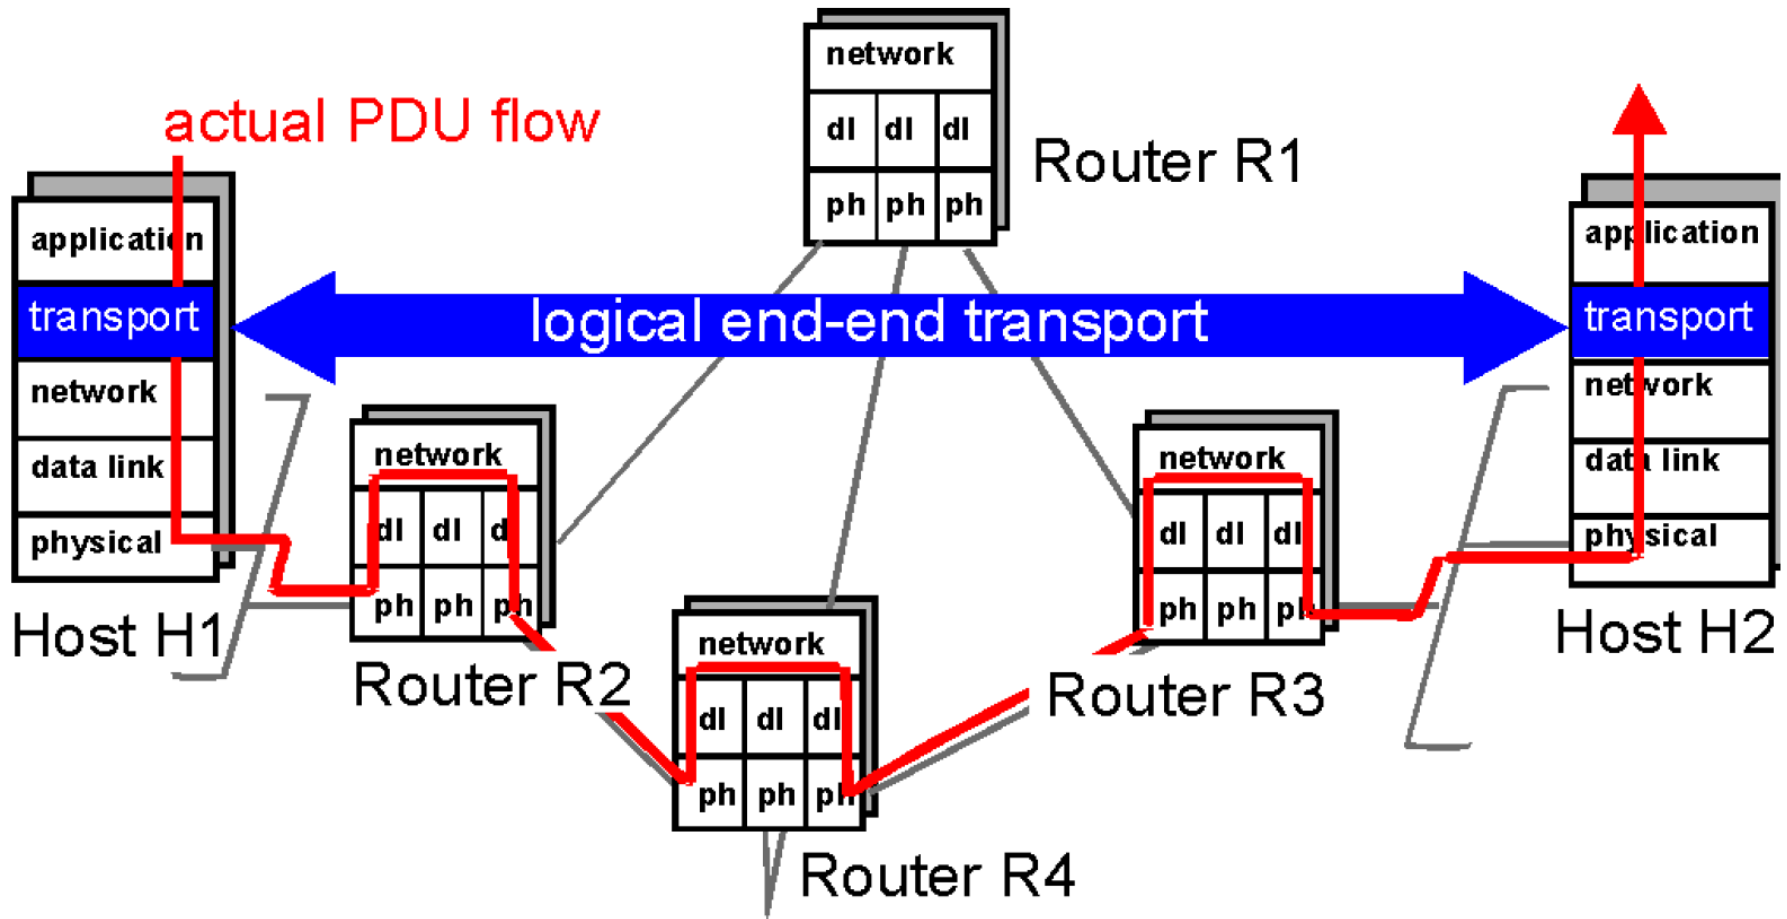 network
dl dl dl
ph ph ph
Router R1
actual PDU flow
application
transport
network
data link
physical
Host H1
logical end-end transport
application
transport
network
data link
physical
Host H2
network
dl dl dl
ph ph ph
Router R2
network
dl dl dl
ph ph ph
Router R3
network
dl dl dl
ph ph ph
Router R4